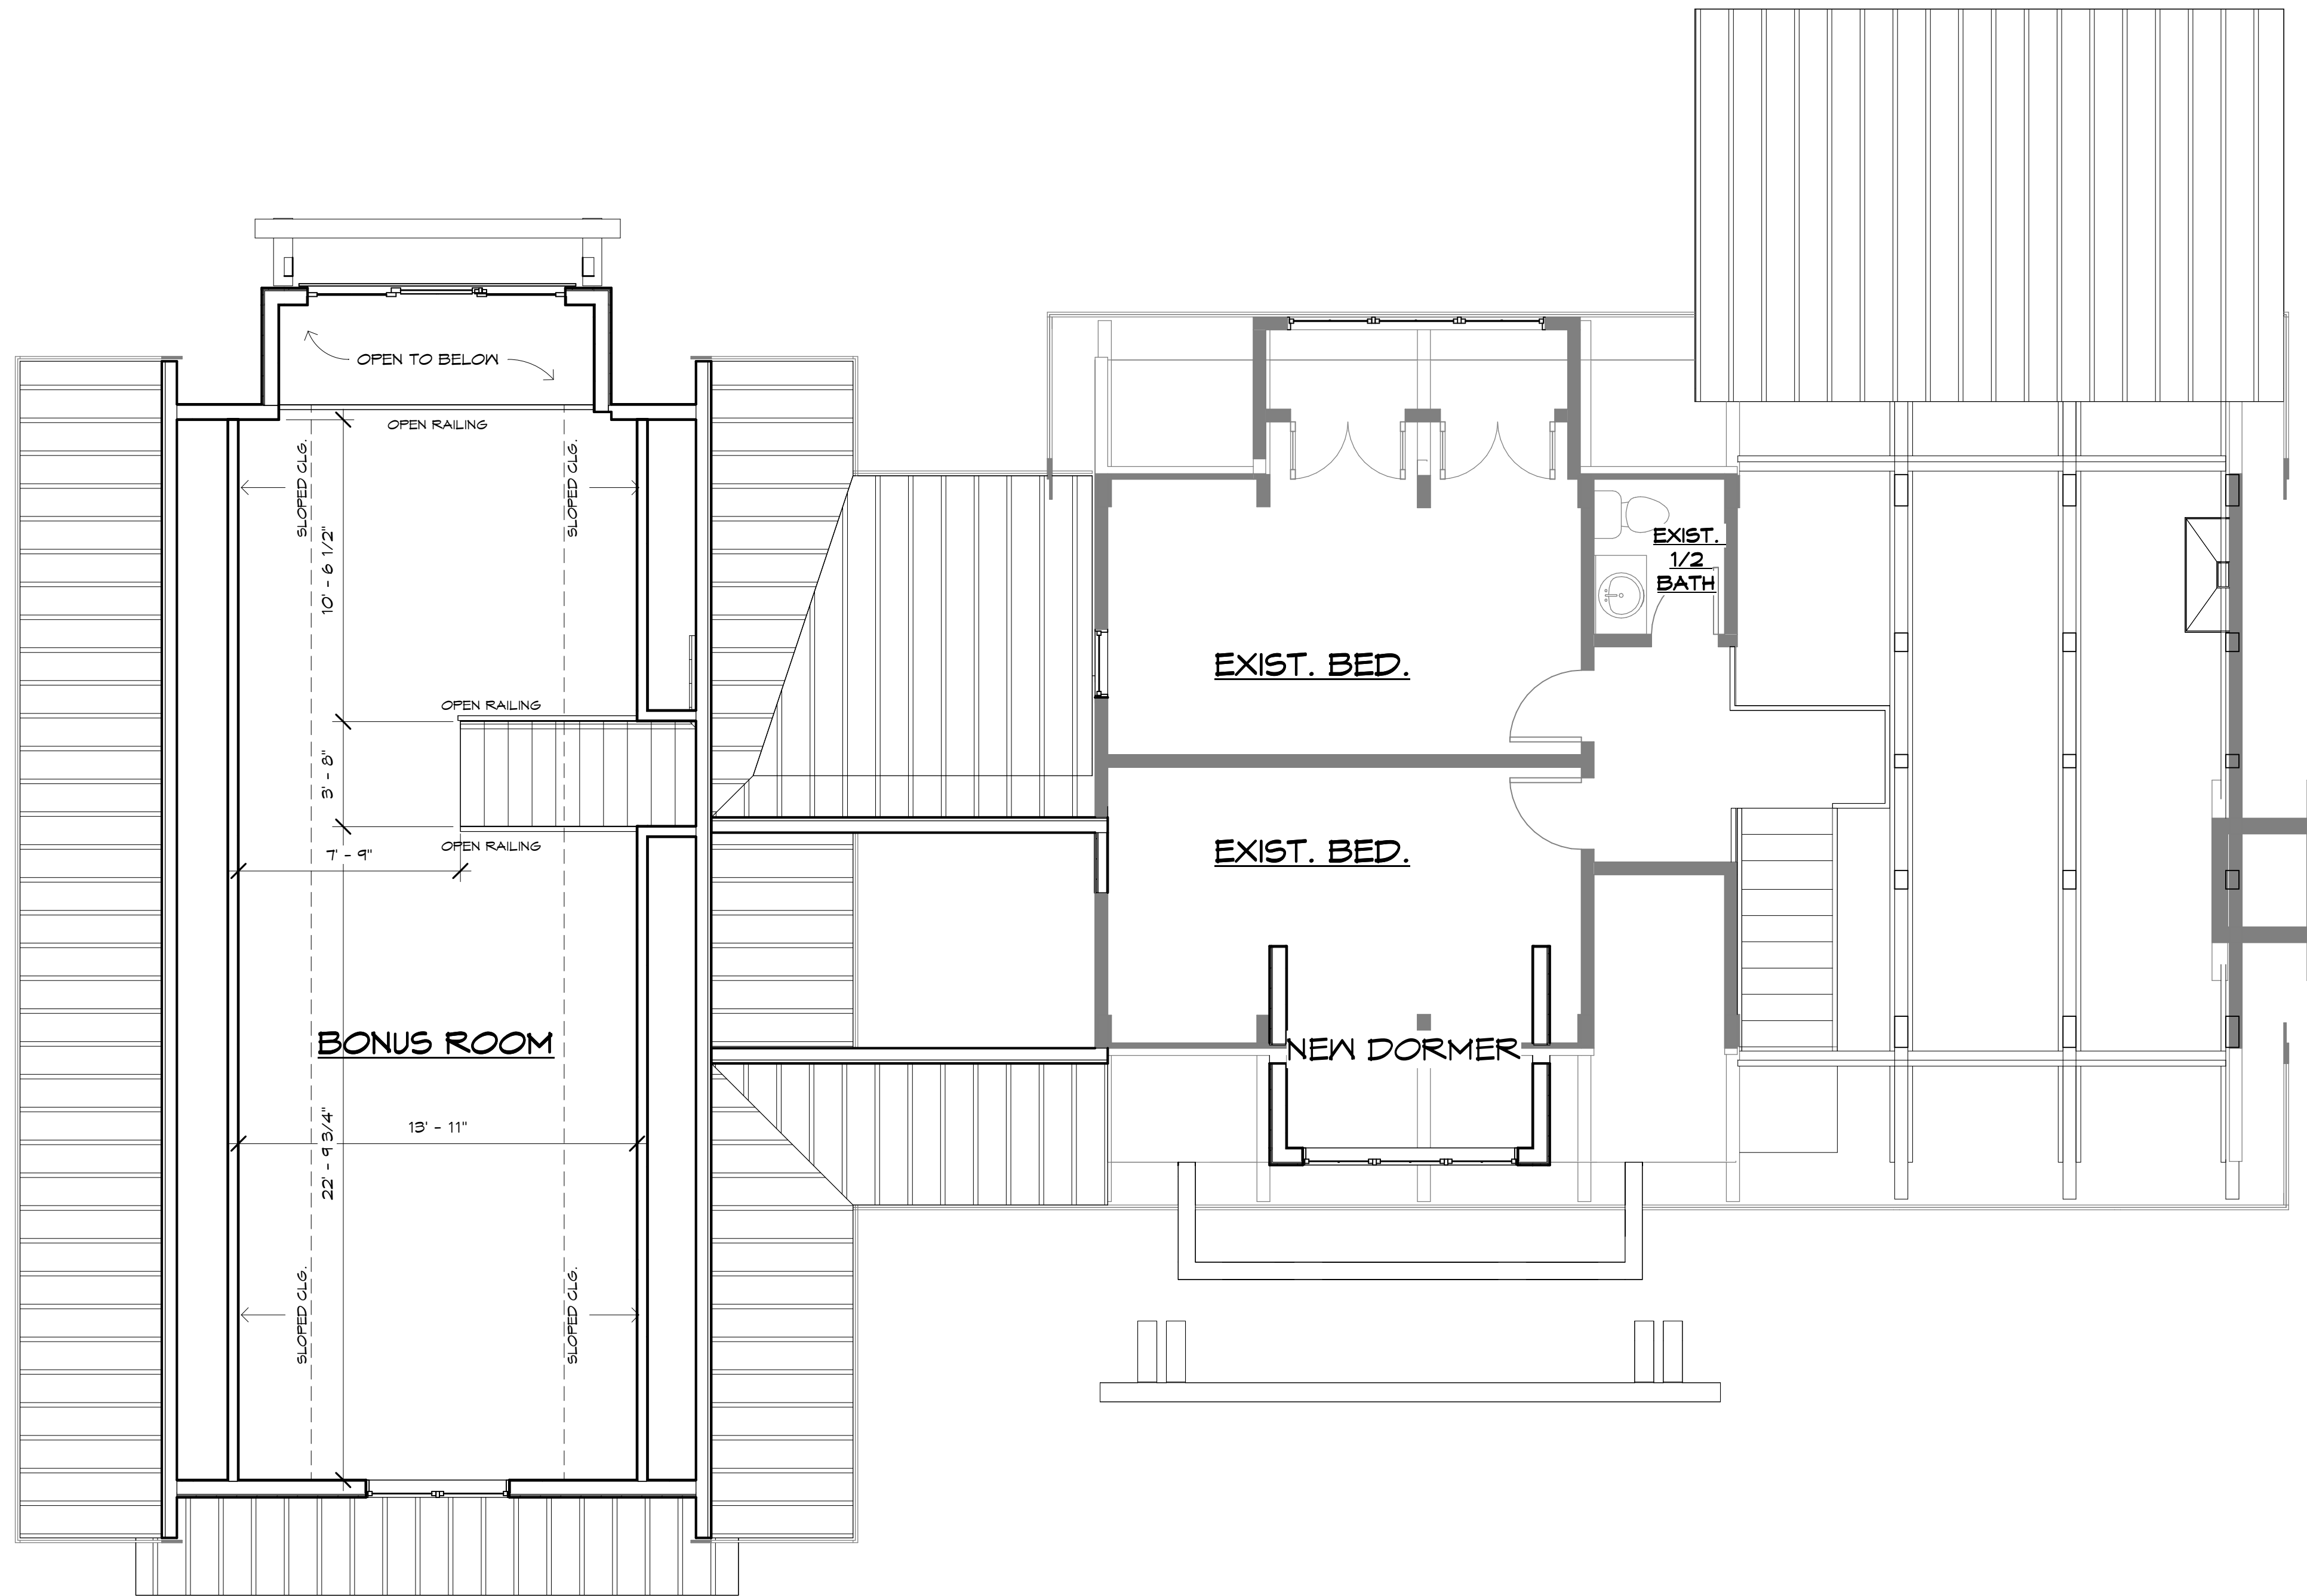 OPEN TO BELOW
OPEN RAILING
SLOPED CLG.
SLOPED CLG.
10' - 6 1/2"
EXIST.
1/2
BATH
EXIST. BED.
OPEN RAILING
3' - 8"
OPEN RAILING
7' - 9"
EXIST. BED.
BONUS ROOM
NEW DORMER
13' - 11"
22' - 9 3/4"
SLOPED CLG.
SLOPED CLG.